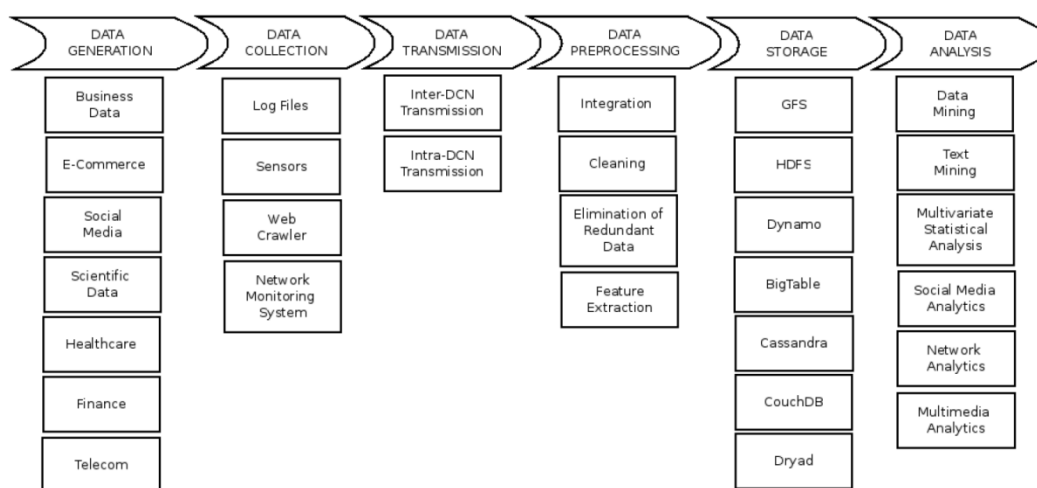 DATA
GENERATION
DATA
COLLECTION
DATA
TRANSMISSION
DATA
PREPROCESSING
DATA
STORAGE
DATA
ANALYSIS
Business
Data
E-Commerce
Social
Media
Scientific
Data
Healthcare
Finance
Telecom
Log Files
Sensors
Web
Crawler
Network
Monitoring
System
Inter-DCN
Transmission
Intra-DCN
Transmission
Integration
Cleaning
Elimination of
Redundant
Data
Feature
Extraction
GFS
HDFS
Dynamo
BigTable
Cassandra
CouchDB
Dryad
Data
Mining
Text
Mining
Multivariate
Statistical
Analysis
Social Media
Analytics
Network
Analytics
Multimedia
Analytics